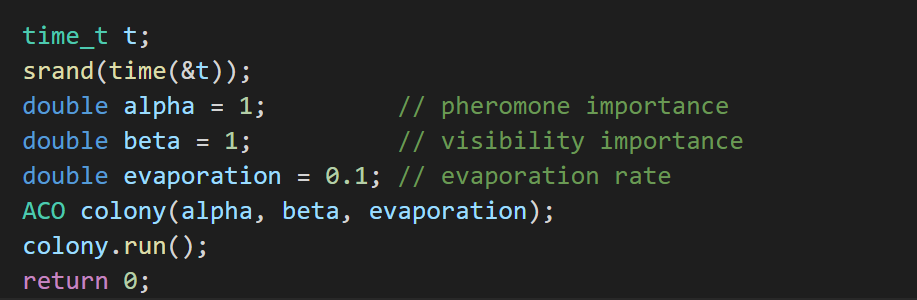 time_t t;
srand(time(&t));
double alpha = 1;          // pheromone importance
double beta = 1;           // visibility importance
double evaporation = 0.1; // evaporation rate
ACO colony(alpha, beta, evaporation);
colony.run();
return 0;